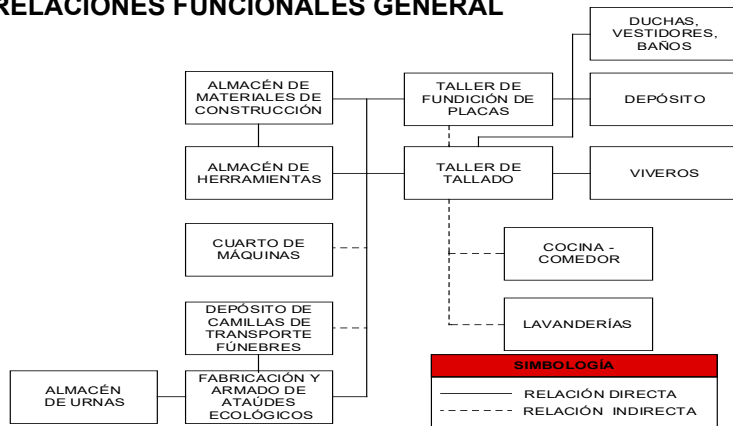 RELACIONES FUNCIONALES GENERAL
DUCHAS,
VESTIDORES,
BAÑOS
ALMACÉN DE
MATERIALES DE
CONSTRUCCIÓN
TALLER DE
FUNDICIÓN DE
PLACAS
DEPÓSITO
ALMACÉN DE
HERRAMIENTAS
TALLER DE
TALLADO
VIVEROS
CUARTO DE
MÁQUINAS
COCINA -
COMEDOR
DEPÓSITO DE
CAMILLAS DE
TRANSPORTE
FÚNEBRES
LAVANDERÍAS
ALMACÉN
DE URNAS
FABRICACIÓN Y
ARMADO DE
ATAÚDES
ECOLÓGICOS
SIMBOLOGÍA
RELACIÓN DIRECTA
RELACIÓN INDIRECTA